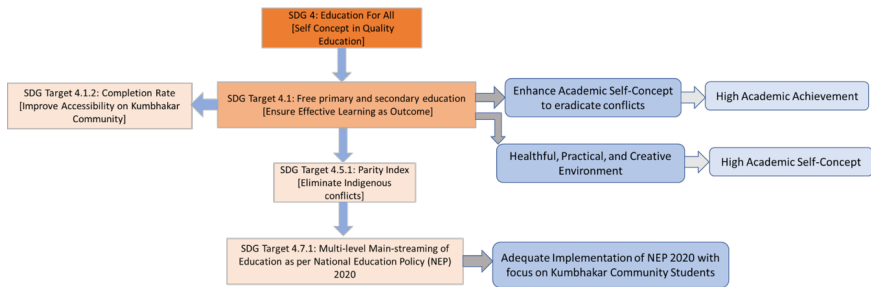 SDG 4: Education For All
[Self Concept in Quality
Education]
SDG Target 4.1.2: Completion Rate
[Improve Accessibility on Kumbhakar
Community]
SDG Target 4.1: Free primary and secondary education
[Ensure Effective Learning as Outcome]
Enhance Academic Self-Concept
to eradicate conflicts
High Academic Achievement
Healthful, Practical, and Creative
Environment
High Academic Self-Concept
SDG Target 4.5.1: Parity Index
[Eliminate Indigenous
conflicts]
SDG Target 4.7.1: Multi-level Main-streaming of
Education as per National Education Policy (NEP)
2020
Adequate Implementation of NEP 2020 with
focus on Kumbhakar Community Students